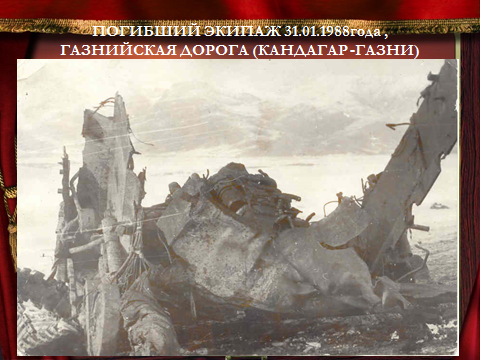 ПОГИБШИЙ ЭКИПАЖ 31.01.1988года ,
ГАЗНИЙСКАЯ ДОРОГА (КАНДАГАР-ГАЗНИ)